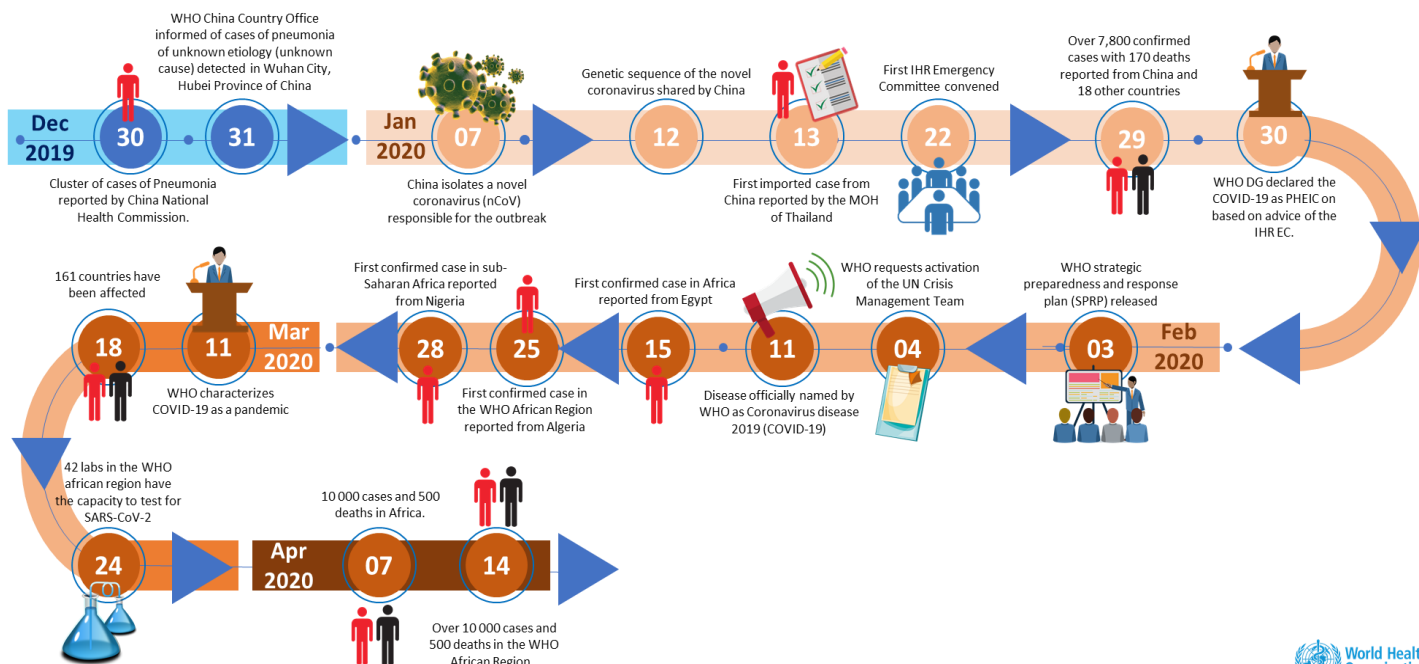 WHO China Country Office
informed of cases of pneumonia
of unknown etiology (unknown
cause) detected in Wuhan City,
Hubei Province of China
Dec
2019
30
31
Cluster of cases of Pneumonia
reported by China National
Health Commission.
Jan
2020
07
China isolates a novel
coronavirus (nCoV)
responsible for the outbreak
Genetic sequence of the novel
coronavirus shared by China
12
13
First imported case from
China reported by the MOH
of Thailand
First IHR Emergency
Committee convened
22
Over 7,800 confirmed
cases with 170 deaths
reported from China and
18 other countries
29
30
WHO DG declared the
COVID-19 as PHEIC on
based on advice of the
IHR EC.
WHO strategic
preparedness and response
plan (SPRP) released
Feb
2020
03
WHO requests activation
of the UN Crisis
Management Team
04
11
Disease officially named by
WHO as Coronavirus disease
2019 (COVID-19)
First confirmed case in Africa
reported from Egypt
15
25
First confirmed case in
the WHO African Region
reported from Algeria
First confirmed case in sub-
Saharan Africa reported
from Nigeria
28
Mar
2020
11
WHO characterizes
COVID-19 as a pandemic
161 countries have
been affected
18
42 labs in the WHO
african region have
the capacity to test for
SARS-CoV-2
24
Apr
2020
10 000 cases and 500
deaths in Africa.
07
14
Over 10 000 cases and
500 deaths in the WHO
African Region
World Healt